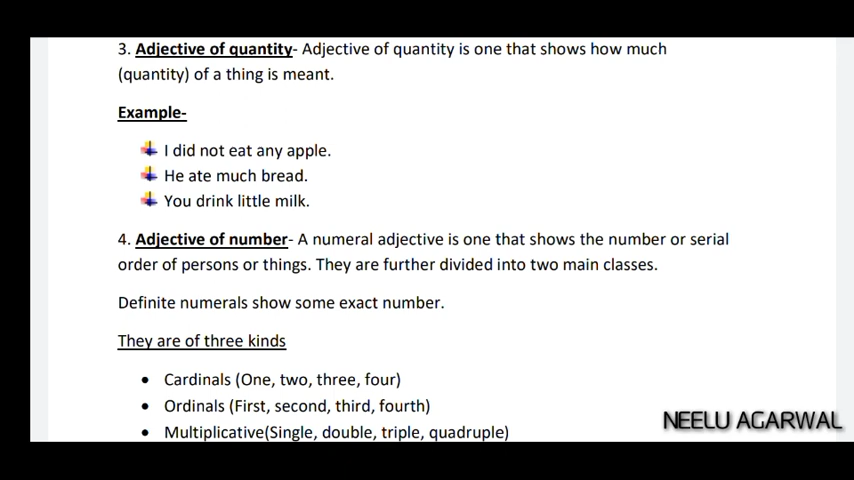 3. Adjective of quantity- Adjective of quantity is one that shows how much
(quantity) of a thing is meant.
Example-
I did not eat any apple.
He ate much bread.
You drink little milk.
4. Adjective of number- A numeral adjective is one that shows the number or serial
order of persons or things. They are further divided into two main classes.
Definite numerals show some exact number.
They are of three kinds
• Cardinals (One, two, three, four)
• Ordinals (First, second, third, fourth)
• Multiplicative(Single, double, triple, quadruple)
NEELU AGARWAL